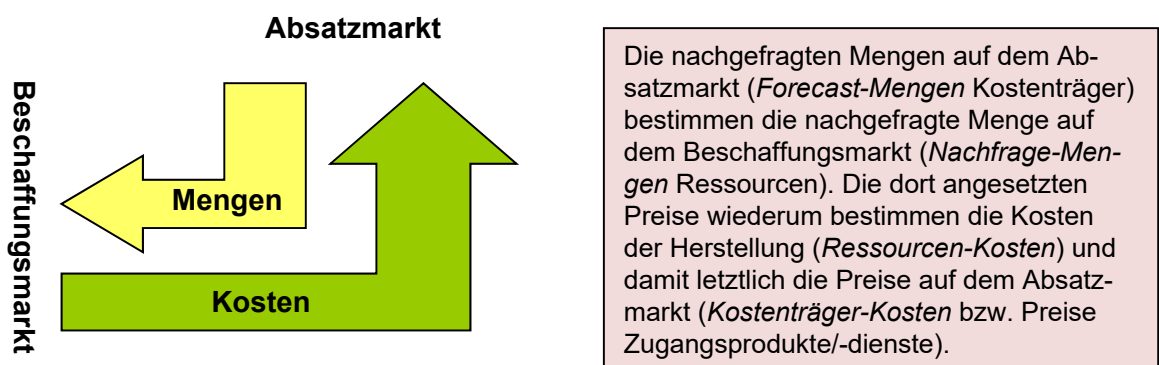 Absatzmarkt
Beschaffungsmarkt
Mengen
Kosten
Die nachgefragten Mengen auf dem Ab-
satzmarkt (Forecast-Mengen Kostenträger)
bestimmen die nachgefragte Menge auf
dem Beschaffungsmarkt (Nachfrage-Men-
gen Ressourcen). Die dort angesetzten
Preise wiederum bestimmen die Kosten
der Herstellung (Ressourcen-Kosten) und
damit letztlich die Preise auf dem Absatz-
markt (Kostenträger-Kosten bzw. Preise
Zugangsprodukte/-dienste).